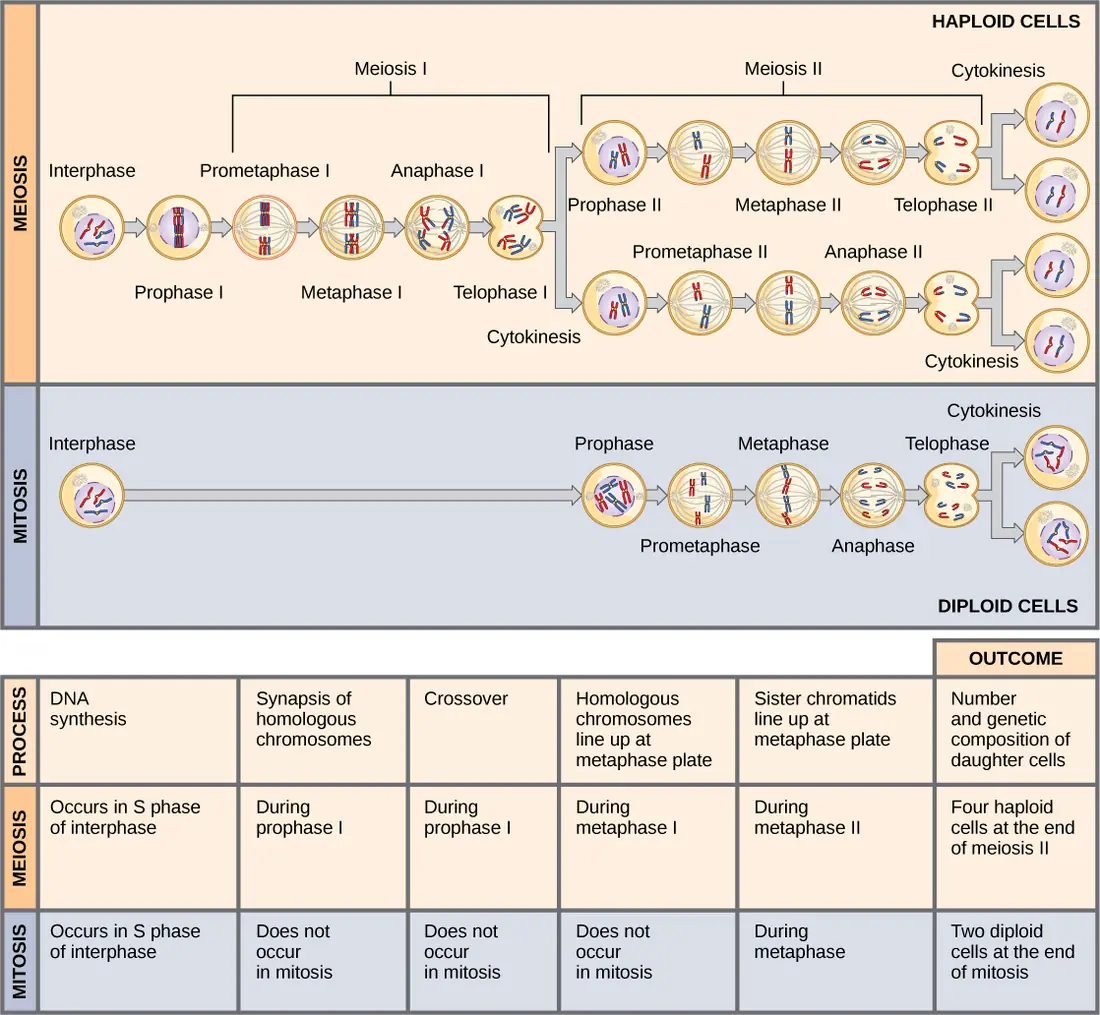 HAPLOID CELLS
MEIOSIS
Meiosis I
Meiosis II
Cytokinesis
Interphase
Prometaphase I
Anaphase I
Prophase II
Metaphase II
Telophase II
Prometaphase II
Anaphase II
Prophase I
Metaphase I
Telophase I
Cytokinesis
Cytokinesis
MITOSIS
Cytokinesis
Interphase
Prophase
Metaphase
Telophase
Prometaphase
Anaphase
DIPLOID CELLS
OUTCOME
PROCESS
DNA
synthesis
Synapsis of
homologous
chromosomes
Crossover
Homologous
chromosomes
line up at
metaphase plate
Sister chromatids
line up at
metaphase plate
Number
and genetic
composition of
daughter cells
MEIOSIS
Occurs in S phase
of interphase
During
prophase I
During
prophase I
During
metaphase I
During
metaphase II
Four haploid
cells at the end
of meiosis II
MITOSIS
Occurs in S phase
of interphase
Does not
occur
in mitosis
Does not
occur
in mitosis
Does not
occur
in mitosis
During
metaphase
Two diploid
cells at the end
of mitosis